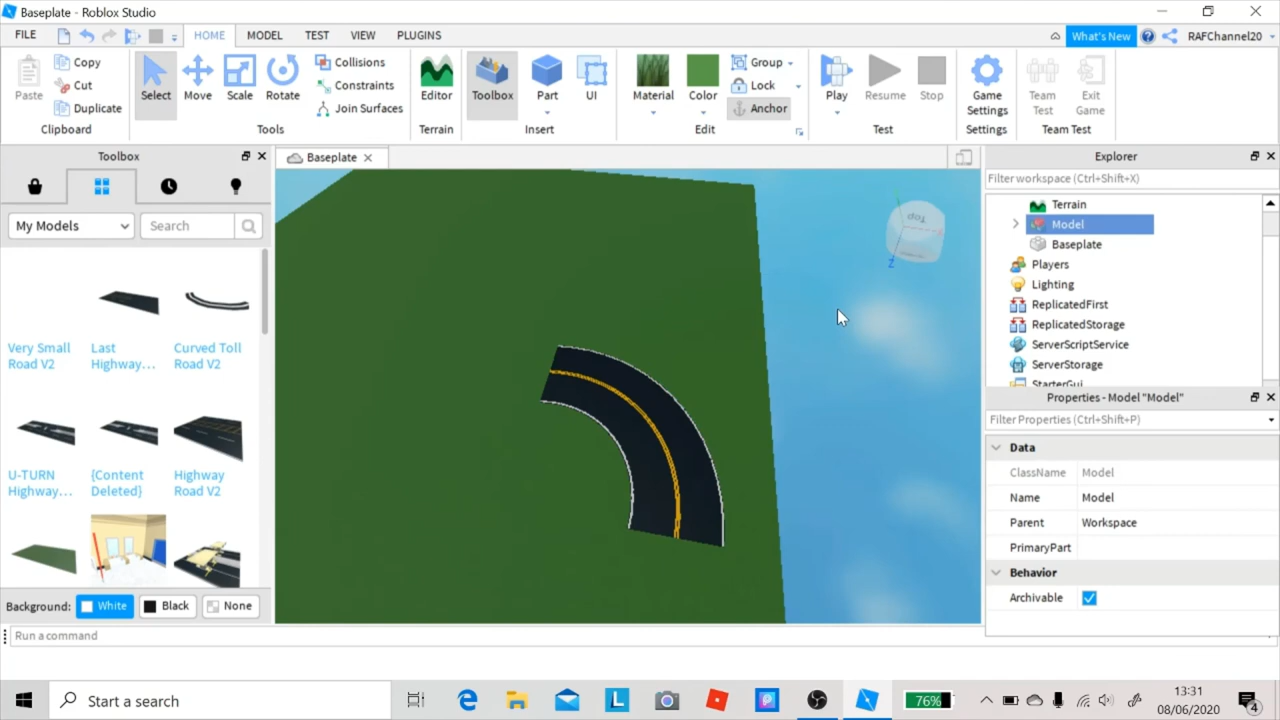 Baseplate - Roblox Studio
FILE
HOME
MODEL
TEST
VIEW
PLUGINS
What's New
RAFChannel20
Paste
Copy
Cut
Duplicate
Clipboard
Select
Move
Scale
Rotate
Collisions
Constraints
Join Surfaces
Tools
Editor
Terrain
Toolbox
Part
UI
Insert
Material
Color
Group
Lock
Anchor
Edit
Play
Resume
Stop
Test
Game
Settings
Settings
Team
Test
Exit
Game
Team Test
Toolbox
My Models
Search
Very Small
Road V2
Last
Highway...
Curved Toll
Road V2
U-TURN
Highway...
{Content
Deleted}
Highway
Road V2
Background:
White
Black
None
Baseplate
Top
Z
Explorer
Filter workspace (Ctrl+Shift+X)
Terrain
Model
Baseplate
Players
Lighting
ReplicatedFirst
ReplicatedStorage
ServerScriptService
ServerStorage
StarterGui
Properties - Model "Model"
Filter Properties (Ctrl+Shift+P)
Data
ClassName Model
Name Model
Parent Workspace
PrimaryPart
Behavior
Archivable
Run a command
Start a search
L
76%
13:31
08/06/2020
4